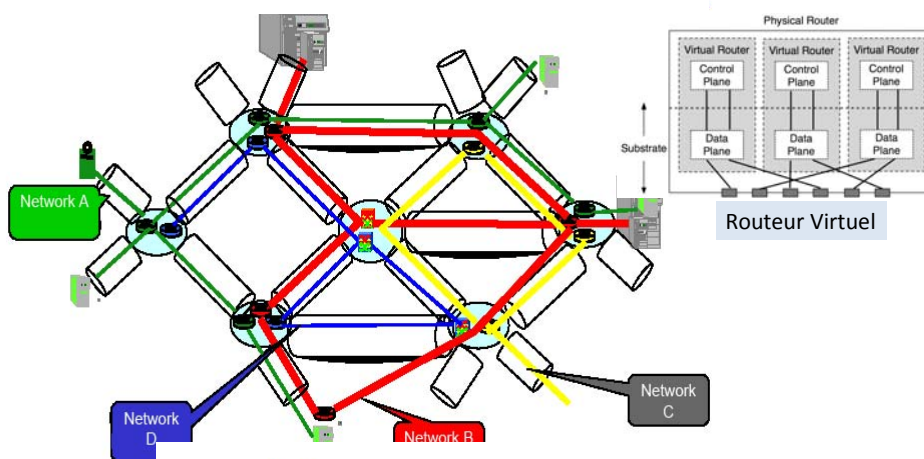 Network A
Network
D
Network B
Network
C
Physical Router
Virtual Router
Virtual Router
Virtual Router
Control
Plane
Control
Plane
Control
Plane
Substrate
Data
Plane
Data
Plane
Data
Plane
Routeur Virtuel